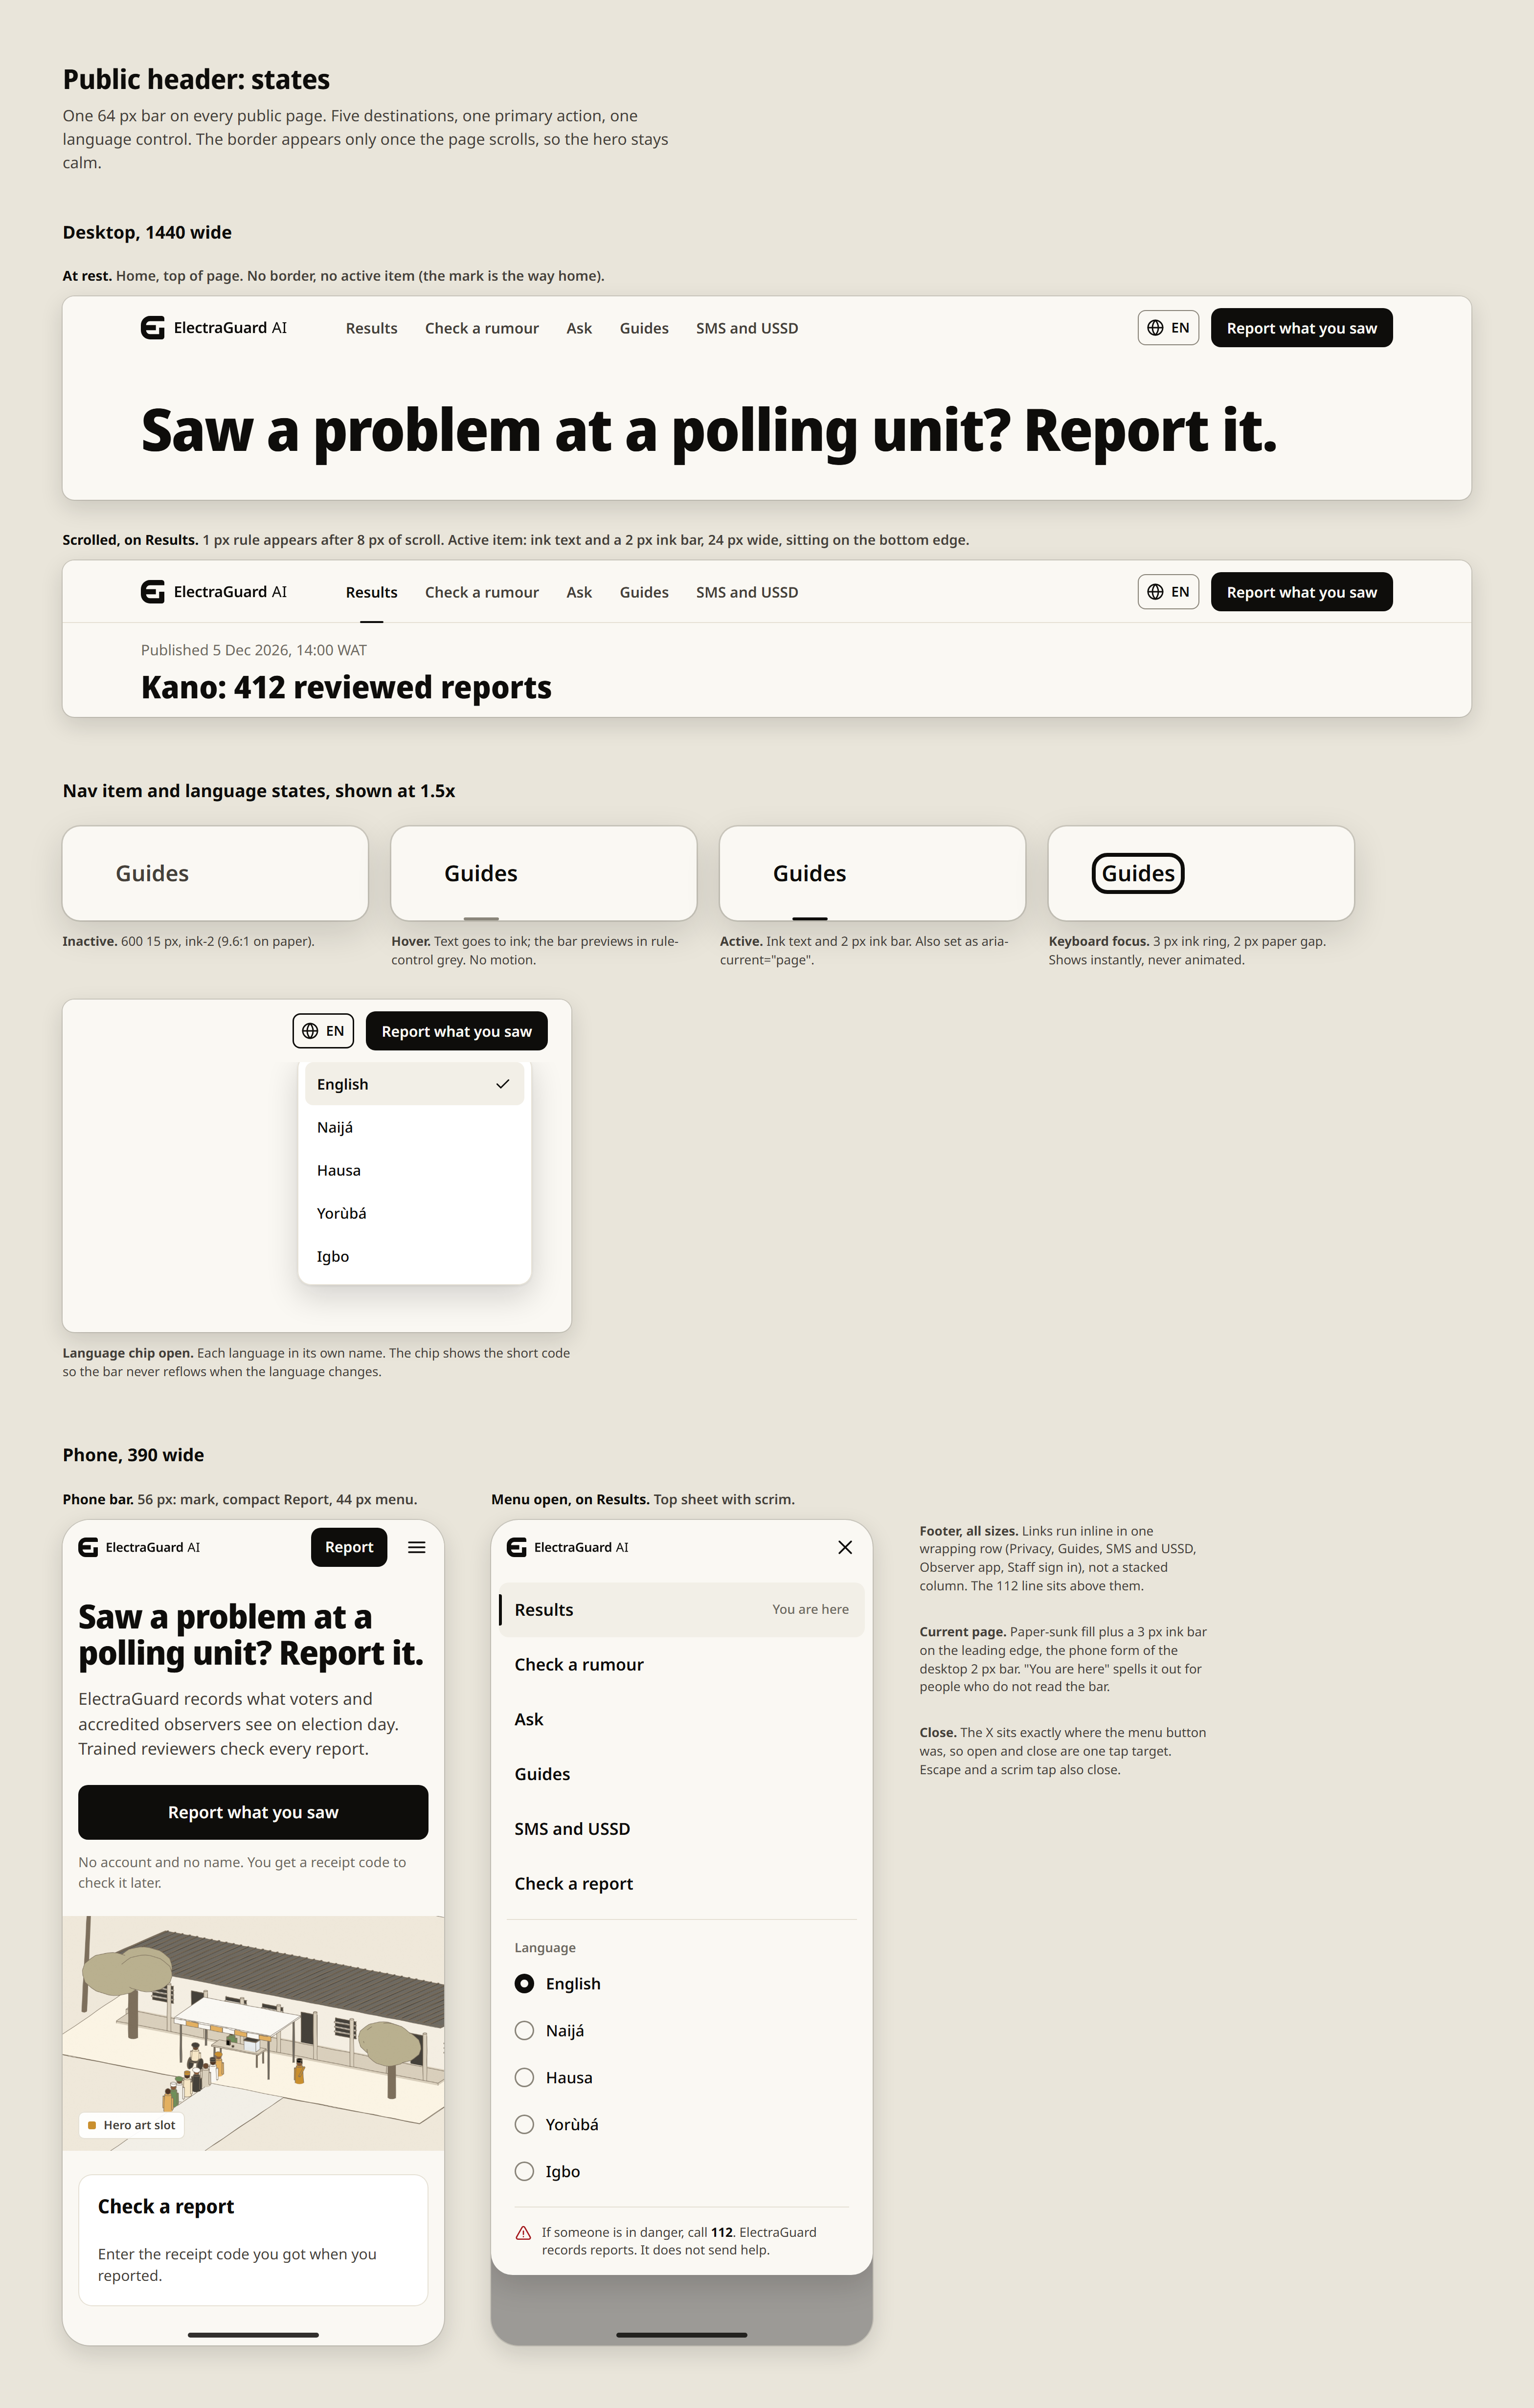 Public header: states
One 64 px bar on every public page. Five destinations, one primary action, one
language control. The border appears only once the page scrolls, so the hero stays
calm.
Desktop, 1440 wide
At rest. Home, top of page. No border, no active item (the mark is the way home).
ElectraGuard AI Results Check a rumour Ask Guides SMS and USSD EN Report what you saw
Saw a problem at a polling unit? Report it.
Scrolled, on Results. 1 px rule appears after 8 px of scroll. Active item: ink text and a 2 px ink bar, 24 px wide, sitting on the bottom edge.
ElectraGuard AI Results Check a rumour Ask Guides SMS and USSD EN Report what you saw
Published 5 Dec 2026, 14:00 WAT
Kano: 412 reviewed reports
Nav item and language states, shown at 1.5x
Guides
Inactive. 600 15 px, ink-2 (9.6:1 on paper).
Guides
Hover. Text goes to ink; the bar previews in rule-
control grey. No motion.
Guides
Active. Ink text and 2 px ink bar. Also set as aria-
current="page".
Guides
Keyboard focus. 3 px ink ring, 2 px paper gap.
Shows instantly, never animated.
EN Report what you saw
English
Naijá
Hausa
Yorùbá
Igbo
Language chip open. Each language in its own name. The chip shows the short code
so the bar never reflows when the language changes.
Phone, 390 wide
Phone bar. 56 px: mark, compact Report, 44 px menu.
ElectraGuard AI Report
Saw a problem at a
polling unit? Report it.
ElectraGuard records what voters and
accredited observers see on election day.
Trained reviewers check every report.
Report what you saw
No account and no name. You get a receipt code to
check it later.
Hero art slot
Check a report
Enter the receipt code you got when you
reported.
Menu open, on Results. Top sheet with scrim.
ElectraGuard AI
Results You are here
Check a rumour
Ask
Guides
SMS and USSD
Check a report
Language
English
Naijá
Hausa
Yorùbá
Igbo
If someone is in danger, call 112. ElectraGuard
records reports. It does not send help.
Footer, all sizes. Links run inline in one
wrapping row (Privacy, Guides, SMS and USSD,
Observer app, Staff sign in), not a stacked
column. The 112 line sits above them.
Current page. Paper-sunk fill plus a 3 px ink bar
on the leading edge, the phone form of the
desktop 2 px bar. "You are here" spells it out for
people who do not read the bar.
Close. The X sits exactly where the menu button
was, so open and close are one tap target.
Escape and a scrim tap also close.